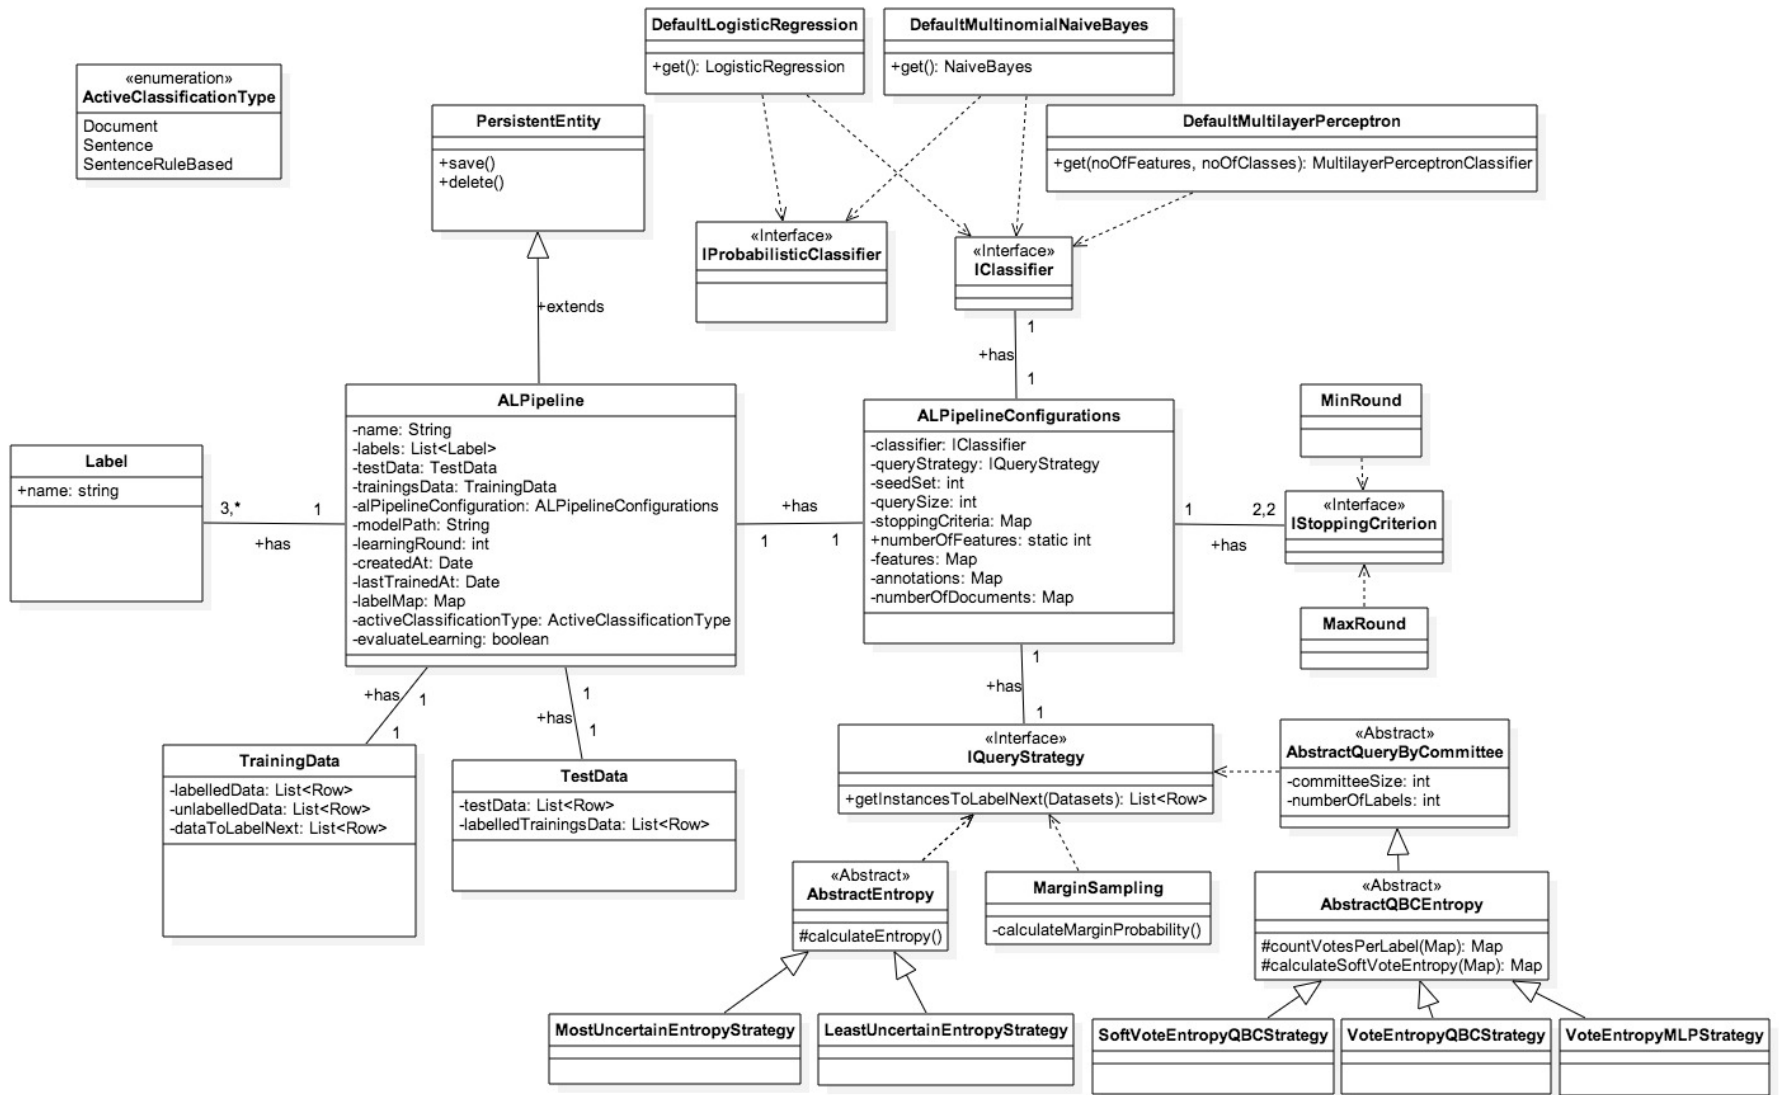 DefaultLogisticRegression
+get(): LogisticRegression
DefaultMultinomialNaiveBayes
+get(): NaiveBayes
«enumeration»
ActiveClassificationType
Document
Sentence
SentenceRuleBased
PersistentEntity
+save()
+delete()
DefaultMultilayerPerceptron
+get(noOfFeatures, noOfClasses): MultilayerPerceptronClassifier
«Interface»
IProbabilisticClassifier
«Interface»
IClassifier
+extends
1
+has
1
ALPipeline
-name: String
-labels: List<Label>
-testData: TestData
-trainingsData: TrainingData
-alPipelineConfiguration: ALPipelineConfigurations
-modelPath: String
-learningRound: int
-createdAt: Date
-lastTrainedAt: Date
-labelMap: Map
-activeClassificationType: ActiveClassificationType
-evaluateLearning: boolean
ALPipelineConfigurations
-classifier: IClassifier
-queryStrategy: IQueryStrategy
-seedSet: int
-querySize: int
-stoppingCriteria: Map
+numberOfFeatures: static int
-features: Map
-annotations: Map
-numberOfDocuments: Map
MinRound
Label
+name: string
3,*
1
+has
+has
1
1
1
2,2
+has
«Interface»
IStoppingCriterion
MaxRound
+has
1
1
1
+has
1
1
+has
1
TrainingData
-labelledData: List<Row>
-unlabelledData: List<Row>
-dataToLabelNext: List<Row>
TestData
-testData: List<Row>
-labelledTrainingsData: List<Row>
«Interface»
IQueryStrategy
+getInstancesToLabelNext(Datasets): List<Row>
«Abstract»
AbstractQueryByCommittee
-committeeSize: int
-numberOfLabels: int
«Abstract»
AbstractEntropy
#calculateEntropy()
MarginSampling
-calculateMarginProbability()
«Abstract»
AbstractQBCEntropy
#countVotesPerLabel(Map): Map
#calculateSoftVoteEntropy(Map): Map
MostUncertainEntropyStrategy
LeastUncertainEntropyStrategy
SoftVoteEntropyQBCStrategy
VoteEntropyQBCStrategy
VoteEntropyMLPStrategy